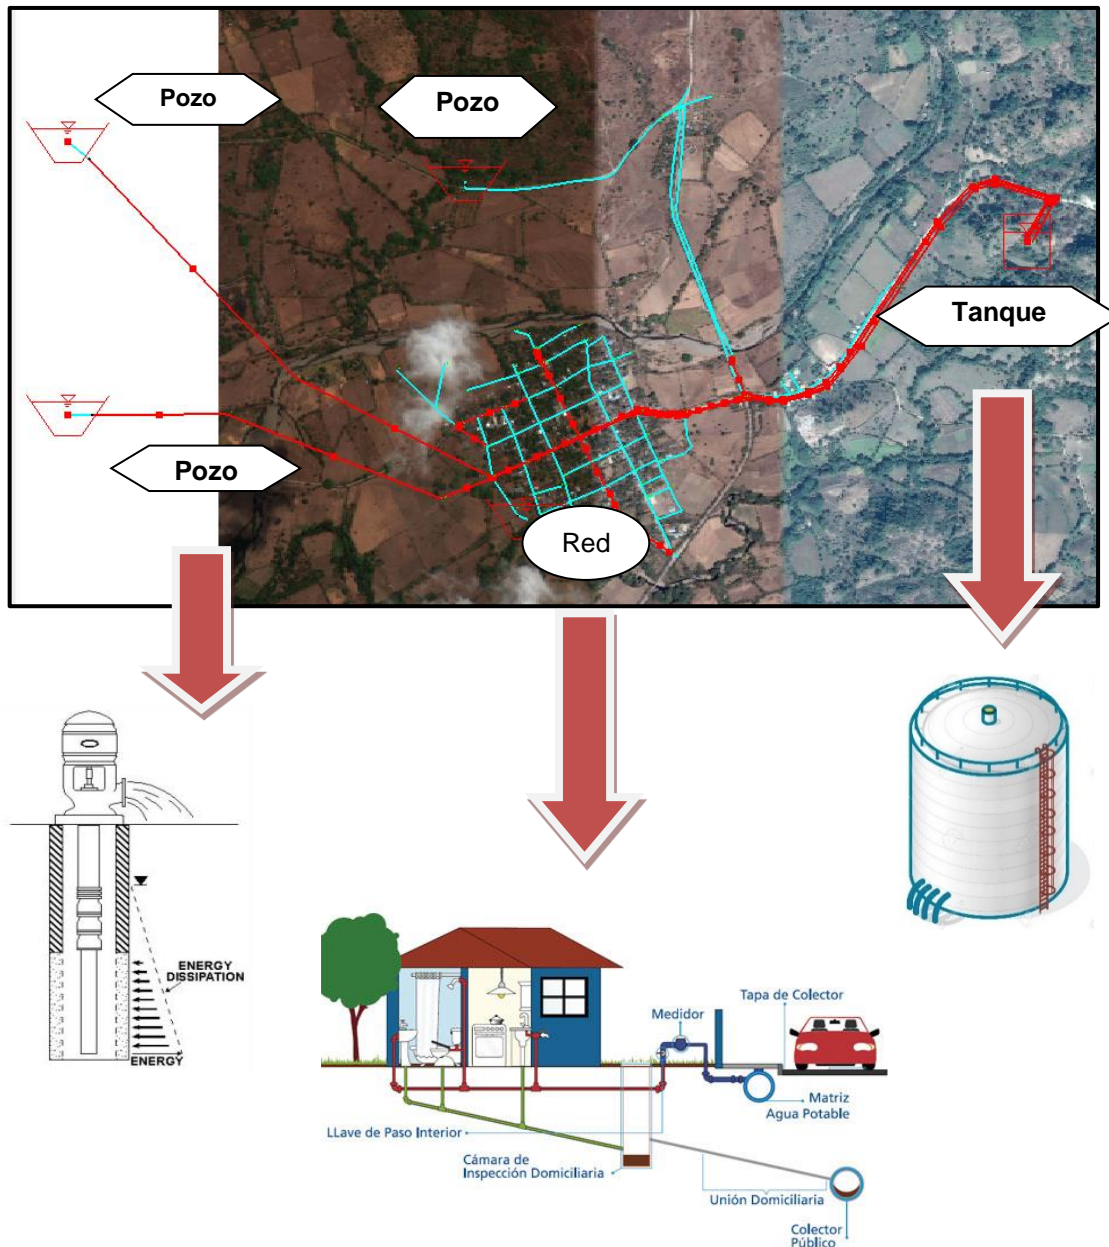 Pozo
Pozo
Tanque
Pozo
Red
ENERGY
DISSIPATION
ENERGY
Medidor
Tapa de Colector
Matriz
Agua Potable
LLave de Paso Interior
Cámara de
Inspección Domiciliaria
Unión Domiciliaria
Colector
Público